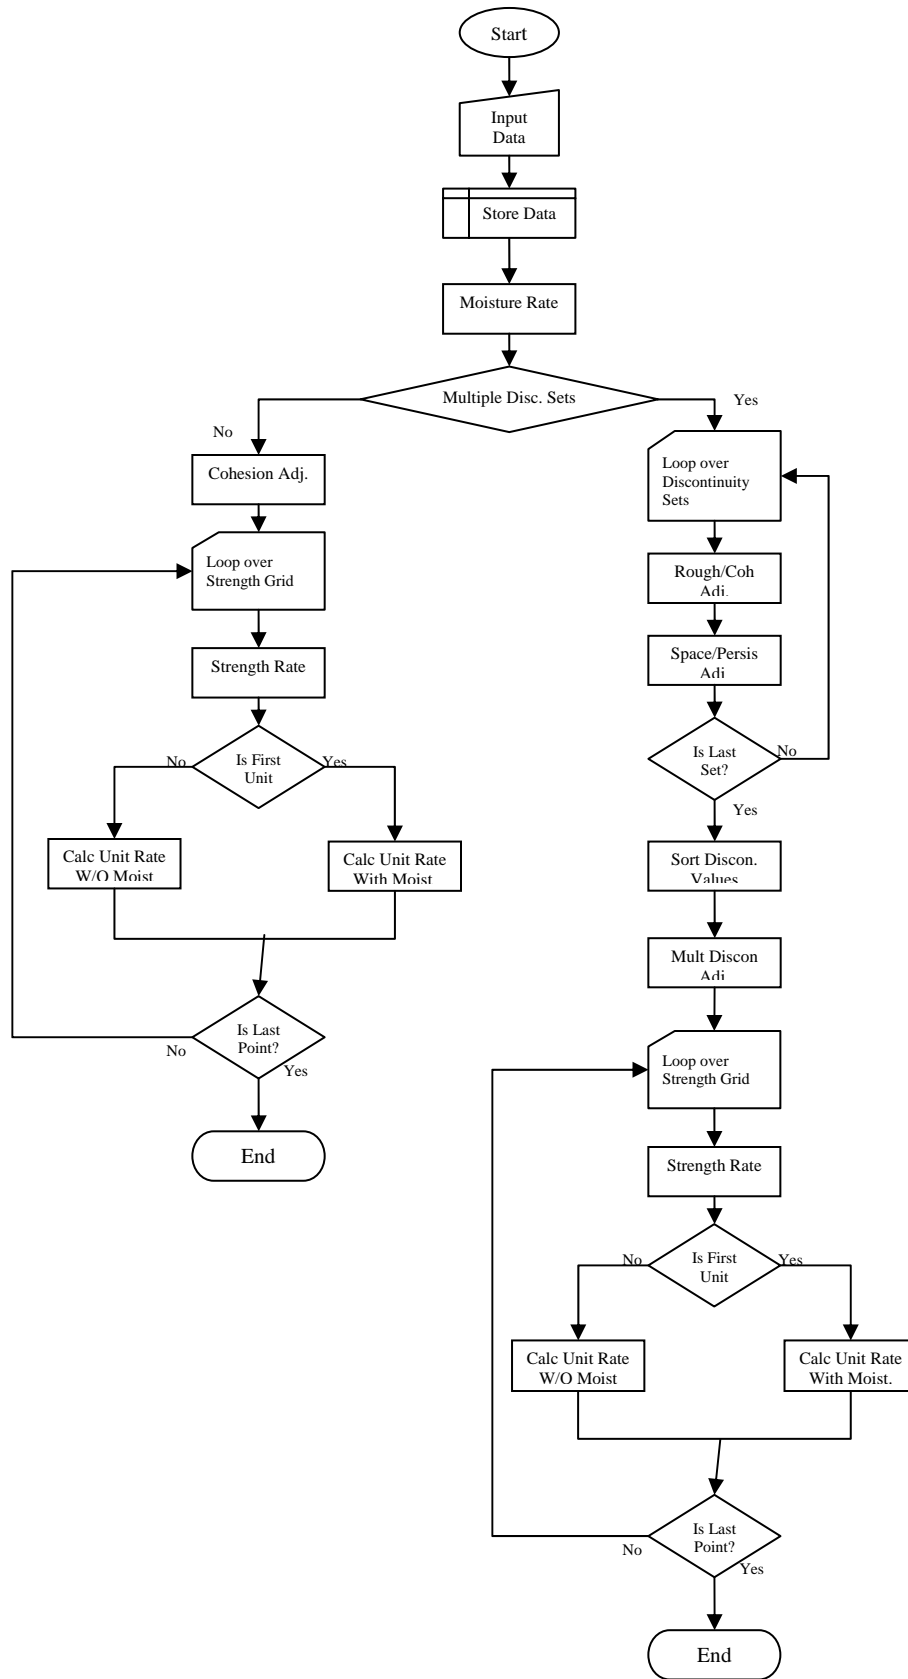 Start
Input
Data
Store Data
Moisture Rate
Multiple Disc. Sets
No
Yes
Cohesion Adj.
Loop over
Strength Grid
Strength Rate
Is First
Unit
No
Yes
Calc Unit Rate
W/O Moist
Calc Unit Rate
With Moist
Is Last
Point?
No
Yes
End
Loop over
Discontinuity
Sets
Rough/Coh
Adj.
Space/Persis
Adj
Is Last
Set?
No
Yes
Sort Discon.
Values
Mult Discon
Adj
Loop over
Strength Grid
Strength Rate
Is First
Unit
No
Yes
Calc Unit Rate
W/O Moist
Calc Unit Rate
With Moist.
Is Last
Point?
No
Yes
End